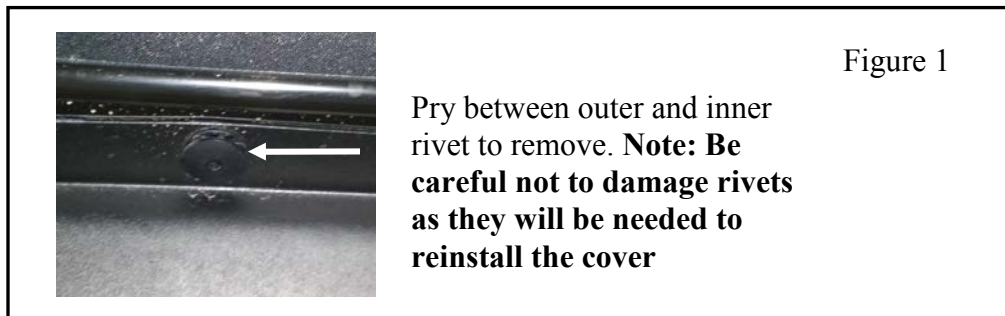 Figure 1
Pry between outer and inner
rivet to remove. Note: Be
careful not to damage rivets
as they will be needed to
reinstall the cover